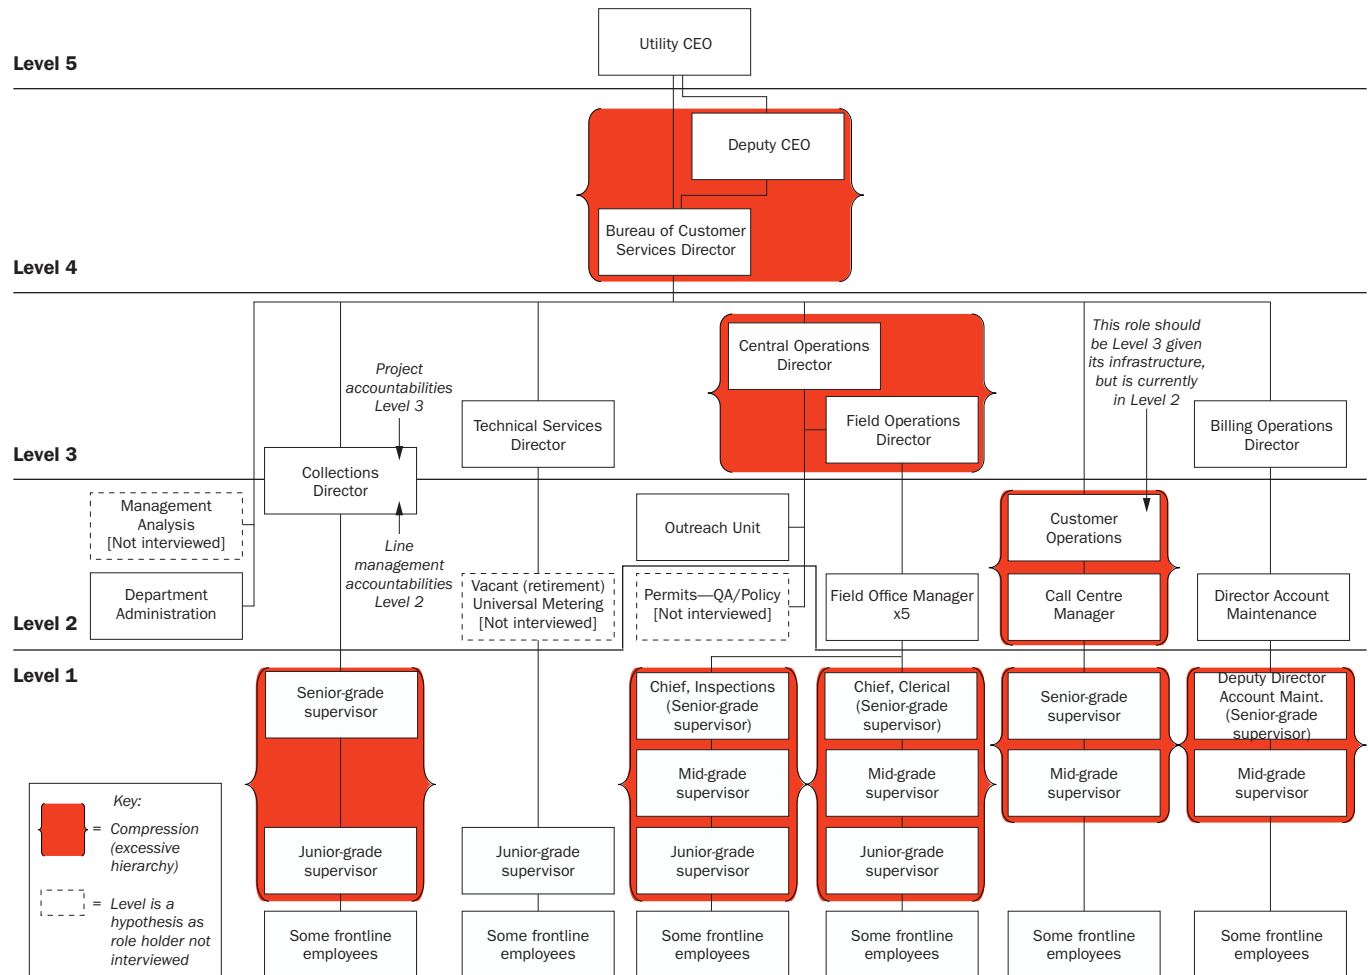 Utility CEO
Level 5
Deputy CEO
Bureau of Customer
Services Director
Level 4
Central Operations
Director
This role should
be Level 3 given
its infrastructure,
but is currently
in Level 2
Project
accountabilities
Level 3
Technical Services
Director
Field Operations
Director
Billing Operations
Director
Level 3
Collections
Director
Management
Analysis
[Not interviewed]
Outreach Unit
Customer
Operations
Line
management
accountabilities
Level 2
Department
Administration
Vacant (retirement)
Universal Metering
[Not interviewed]
Permits—QA/Policy
[Not interviewed]
Field Office Manager
x5
Call Centre
Manager
Director Account
Maintenance
Level 2
Level 1
Senior-grade
supervisor
Chief, Inspections
(Senior-grade
supervisor)
Chief, Clerical
(Senior-grade
supervisor)
Senior-grade
supervisor
Deputy Director
Account Maint.
(Senior-grade
supervisor)
Mid-grade
supervisor
Mid-grade
supervisor
Mid-grade
supervisor
Mid-grade
supervisor
Key:
= Compression
(excessive
hierarchy)
Junior-grade
supervisor
Junior-grade
supervisor
Junior-grade
supervisor
Junior-grade
supervisor
= Level is a
hypothesis as
role holder not
interviewed
Some frontline
employees
Some frontline
employees
Some frontline
employees
Some frontline
employees
Some frontline
employees
Some frontline
employees